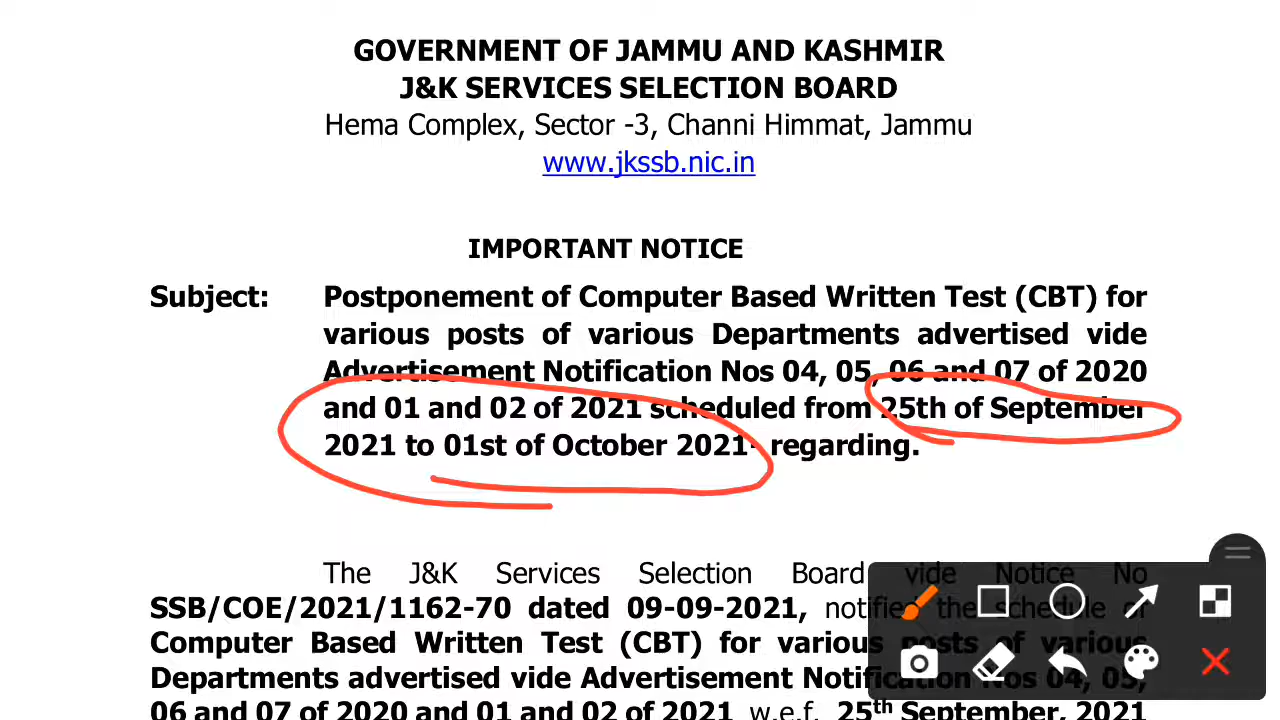 GOVERNMENT OF JAMMU AND KASHMIR
J&K SERVICES SELECTION BOARD
Hema Complex, Sector -3, Channi Himmat, Jammu
www.jkssb.nic.in
IMPORTANT NOTICE
Subject: Postponement of Computer Based Written Test (CBT) for
various posts of various Departments advertised vide
Advertisement Notification Nos 04, 05, 06 and 07 of 2020
and 01 and 02 of 2021 scheduled from 25th of September
2021 to 01st of October 2021- regarding.
The J&K Services Selection Board vide Notice No
SSB/COE/2021/1162-70 dated 09-09-2021, notified the schedule of
Computer Based Written Test (CBT) for various posts of various
Departments advertised vide Advertisement Notification Nos 04, 05,
06 and 07 of 2020 and 01 and 02 of 2021 w.e.f. 25th September, 2021